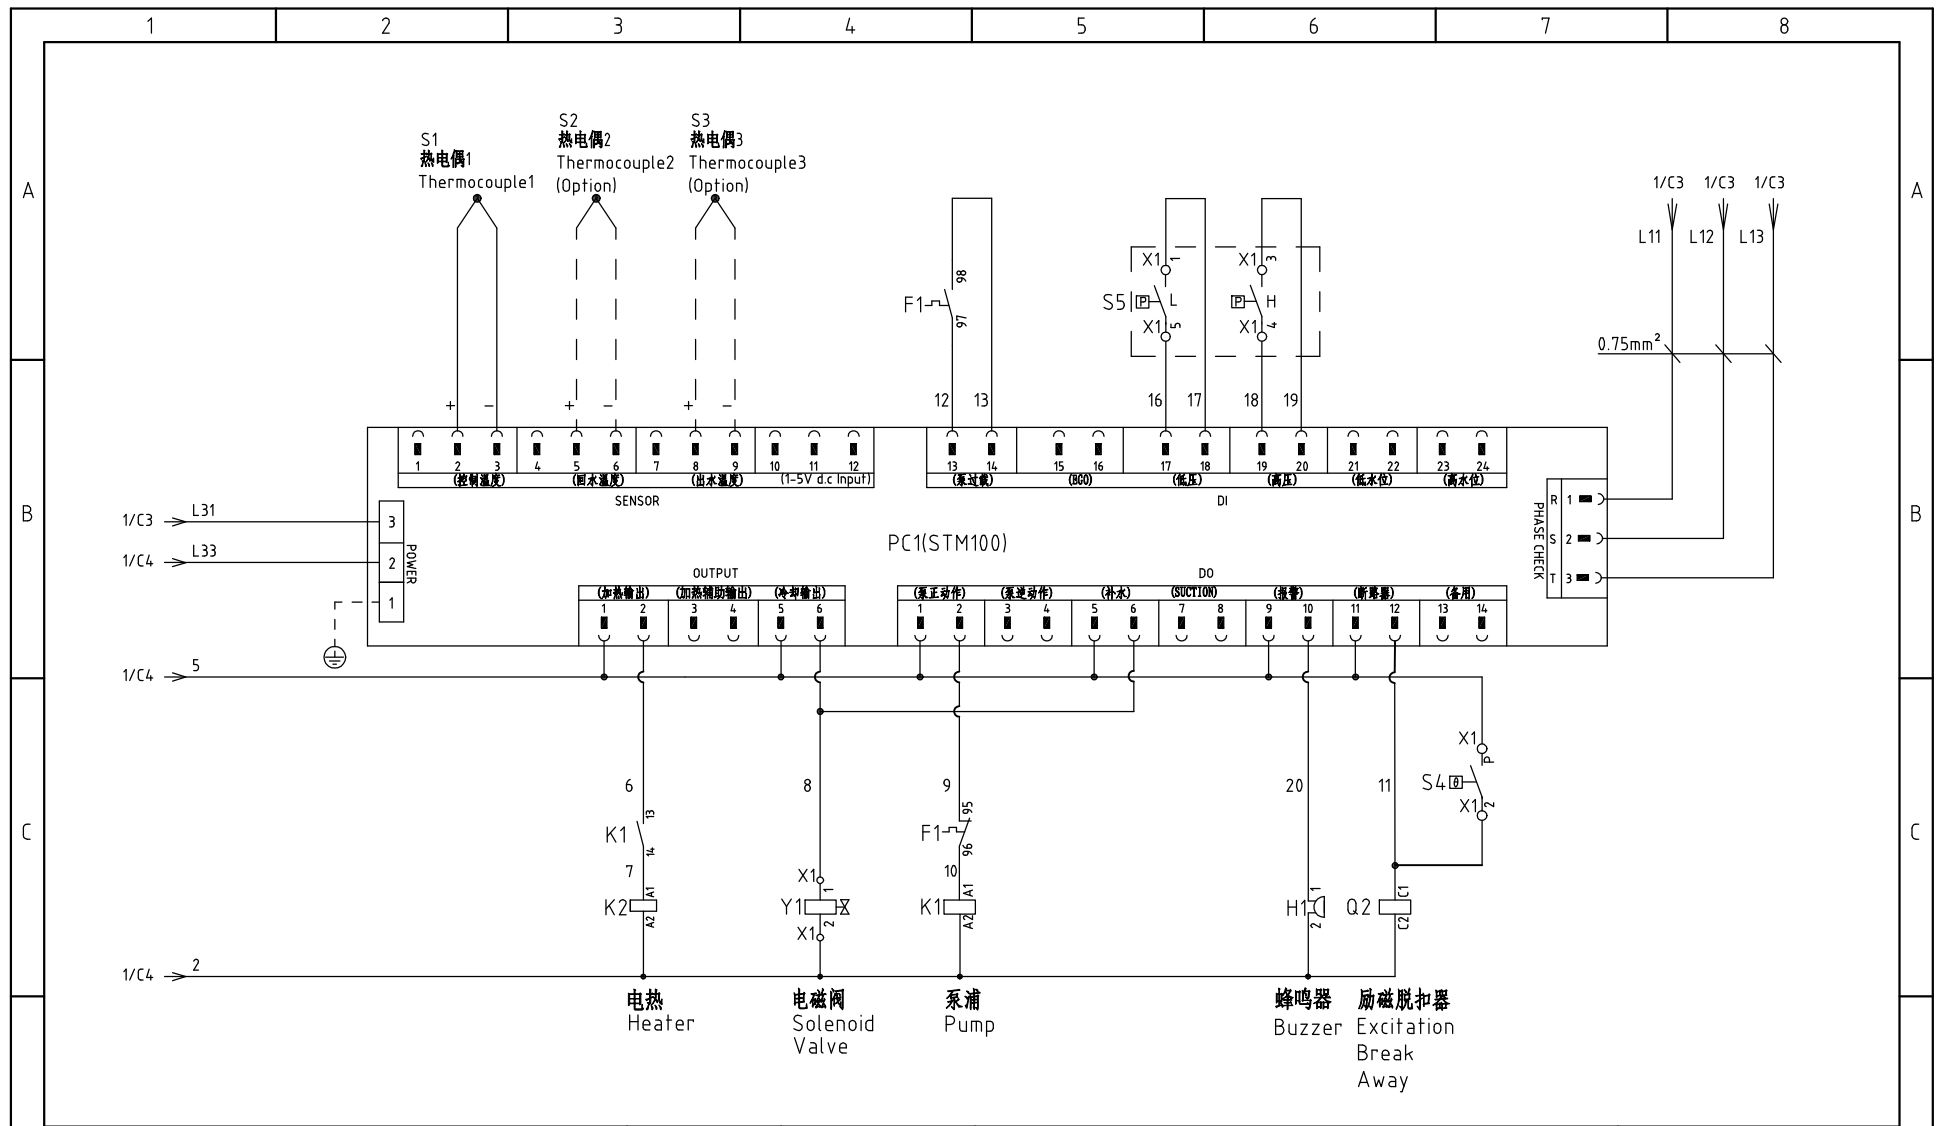 1 2 3 4 5 6 7 8
A A
S1
热电偶1
Thermocouple1
S2
热电偶2
Thermocouple2
(Option)
S3
热电偶3
Thermocouple3
(Option)
1/C3 1/C3 1/C3
L11 L12 L13
F1 98 97
S5 X1 1 P L X1 5
X1 3 P H X1 4
0.75mm²
+ - + - + -
12 13 16 17 18 19
1 2 3 4 5 6 7 8 9 10 11 12 13 14 15 16 17 18 19 20 21 22 23 24
(控制温度) (回水温度) (出水温度) (1-5V d.c Input) (泵过载) (EGO) (低压) (高压) (低水位) (高水位)
SENSOR DI
B B
1/C3 L31 3
1/C4 L33 2
1
POWER
PC1(STM100)
R 1
S 2
T 3
PHASE CHECK
OUTPUT DO
(加热输出) (加热辅助输出) (冷却输出) (泵正动作) (泵逆动作) (补水) (SUCTION) (报警) (断路器) (备用)
1 2 3 4 5 6 1 2 3 4 5 6 7 8 9 10 11 12 13 14
1/C4 5
C C
6 8 9 20 11
K1 13 14
F1 95 96
S4 θ X1 P X1 2
7 10
K2 A1 A2
X1 Y1 1 2 X1
K1 A1 A2
H1 1 2
Q2 C1 C2
1/C4 2
电热
Heater
电磁阀
Solenoid
Valve
泵浦
Pump
蜂鸣器
Buzzer
励磁脱扣器
Excitation
Break
Away